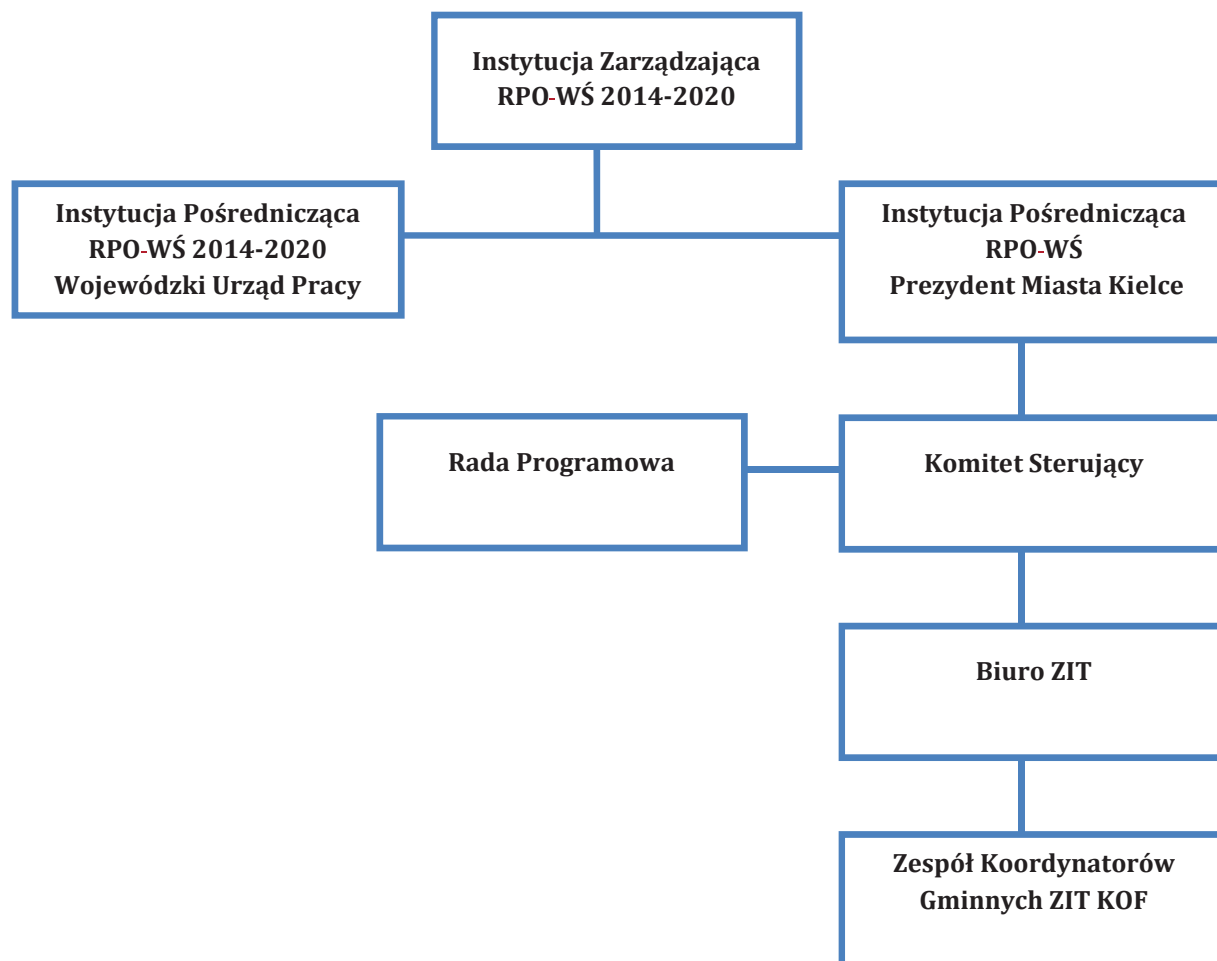 Instytucja Zarządzająca
RPO-WŚ 2014-2020
Instytucja Pośrednicząca
RPO-WŚ 2014-2020
Wojewódzki Urząd Pracy
Instytucja Pośrednicząca
RPO-WŚ
Prezydent Miasta Kielce
Rada Programowa
Komitet Sterujący
Biuro ZIT
Zespół Koordynatorów
Gminnych ZIT KOF